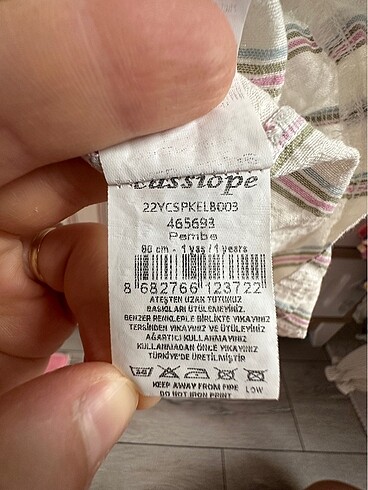 Cassiope
22YCSPKELB003
465693
Pembe
80 cm - 1 yaş / 1 years
8 682766 123722
ATEŞTEN UZAK TUTUNUZ
BASKILARI ÜTÜLEMEYİNİZ.
BENZER RENKLERLE BİRLİKTE YIKAYINIZ
TERSİNDEN YIKAYINIZ VE ÜTÜLEYİNİZ
AĞARTICI KULLANMAYINIZ
KULLANMADAN ÖNCE YIKAYINIZ
TÜRKİYE'DE ÜRETİLMİŞTİR
LOW
KEEP AWAY FROM FIRE
DO NOT IRON PRINT